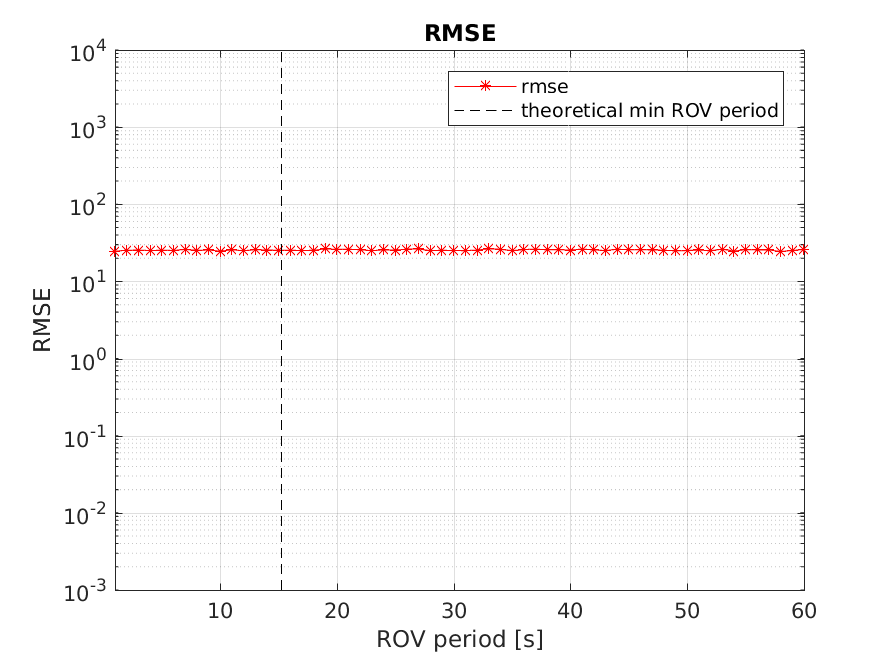 RMSE
10^4
10^3
10^2
10^1
10^0
10^-1
10^-2
10^-3
RMSE
rmse
theoretical min ROV period
10 20 30 40 50 60
ROV period [s]